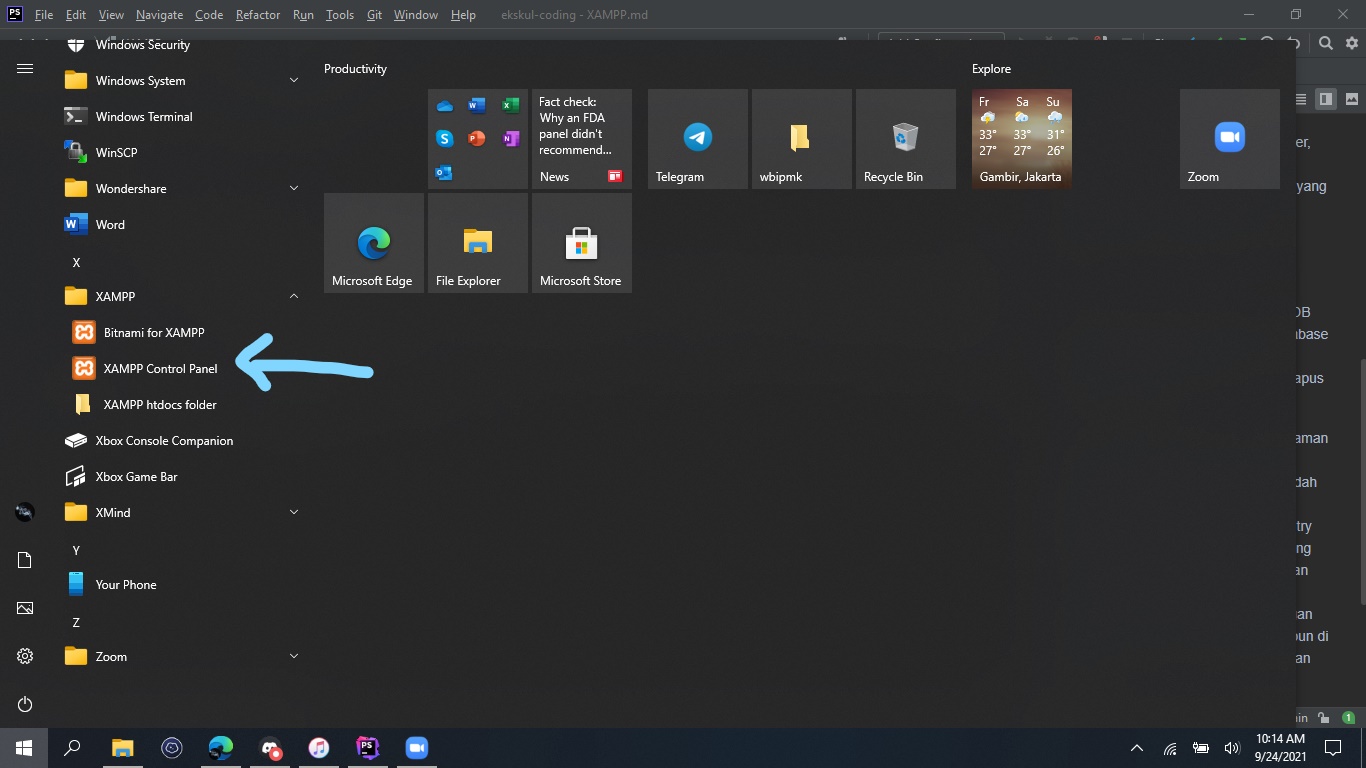 PS File Edit View Navigate Code Refactor Run Tools Git Window Help ekskul-coding - XAMPP.md
Windows Security
Windows System
Windows Terminal
WinSCP
Wondershare
Word
X
XAMPP
Bitnami for XAMPP
XAMPP Control Panel
XAMPP htdocs folder
Xbox Console Companion
Xbox Game Bar
XMind
Y
Your Phone
Z
Zoom
Productivity
Fact check:
Why an FDA
panel didn't
recommend...
News
Telegram
wbipmk
Recycle Bin
Microsoft Edge
File Explorer
Microsoft Store
Explore
Fr Sa Su
33° 33° 31°
27° 27° 26°
Gambir, Jakarta
Zoom
er,
yang
DB
abase
apus
aman
dah
try
ng
an
an
oun di
an
in
1
PS
10:14 AM
9/24/2021